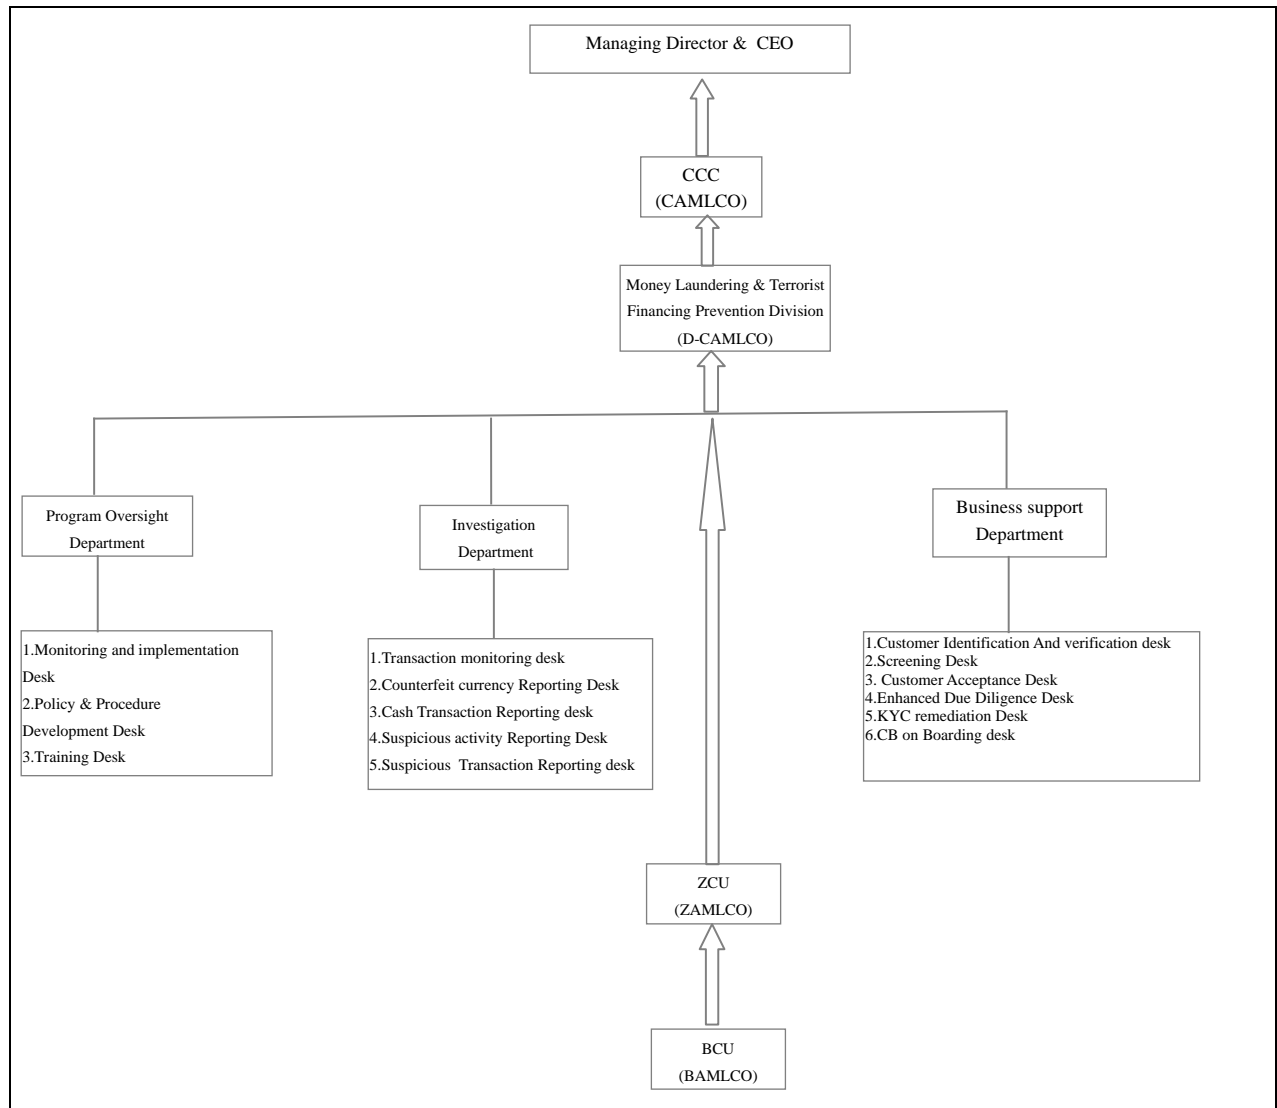 Managing Director & CEO
CCC
(CAMLCO)
Money Laundering & Terrorist
Financing Prevention Division
(D-CAMLCO)
Program Oversight
Department
Investigation
Department
Business support
Department
1.Monitoring and implementation
Desk
2.Policy & Procedure
Development Desk
3.Training Desk
1.Transaction monitoring desk
2.Counterfeit currency Reporting Desk
3.Cash Transaction Reporting desk
4.Suspicious activity Reporting Desk
5.Suspicious Transaction Reporting desk
1.Customer Identification And verification desk
2.Screening Desk
3. Customer Acceptance Desk
4.Enhanced Due Diligence Desk
5.KYC remediation Desk
6.CB on Boarding desk
ZCU
(ZAMLCO)
BCU
(BAMLCO)